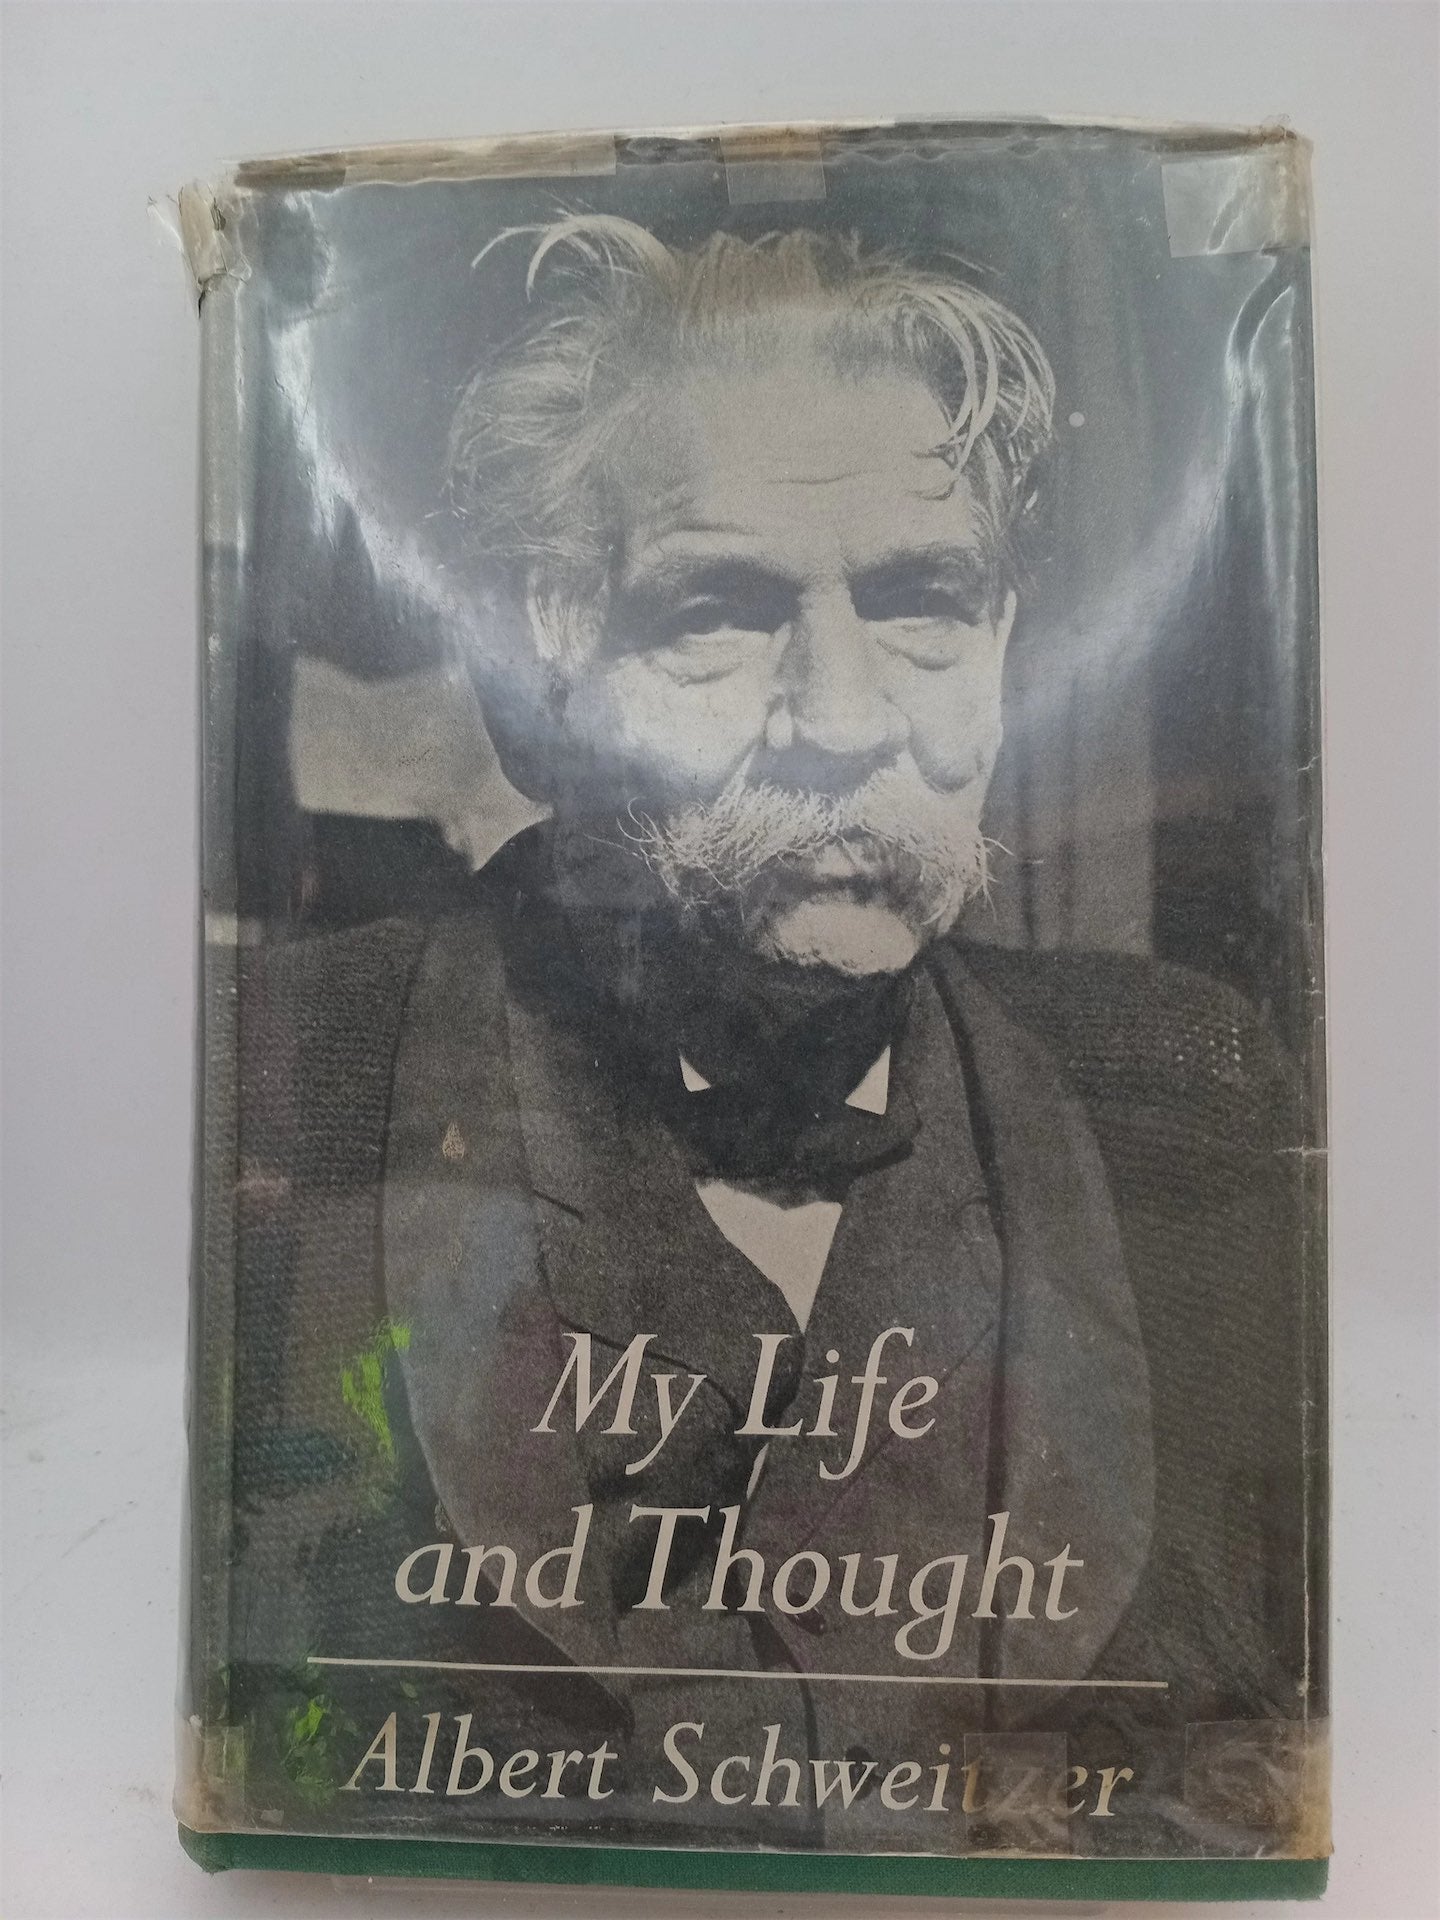 My Life
and Thought
Albert Schweitzer